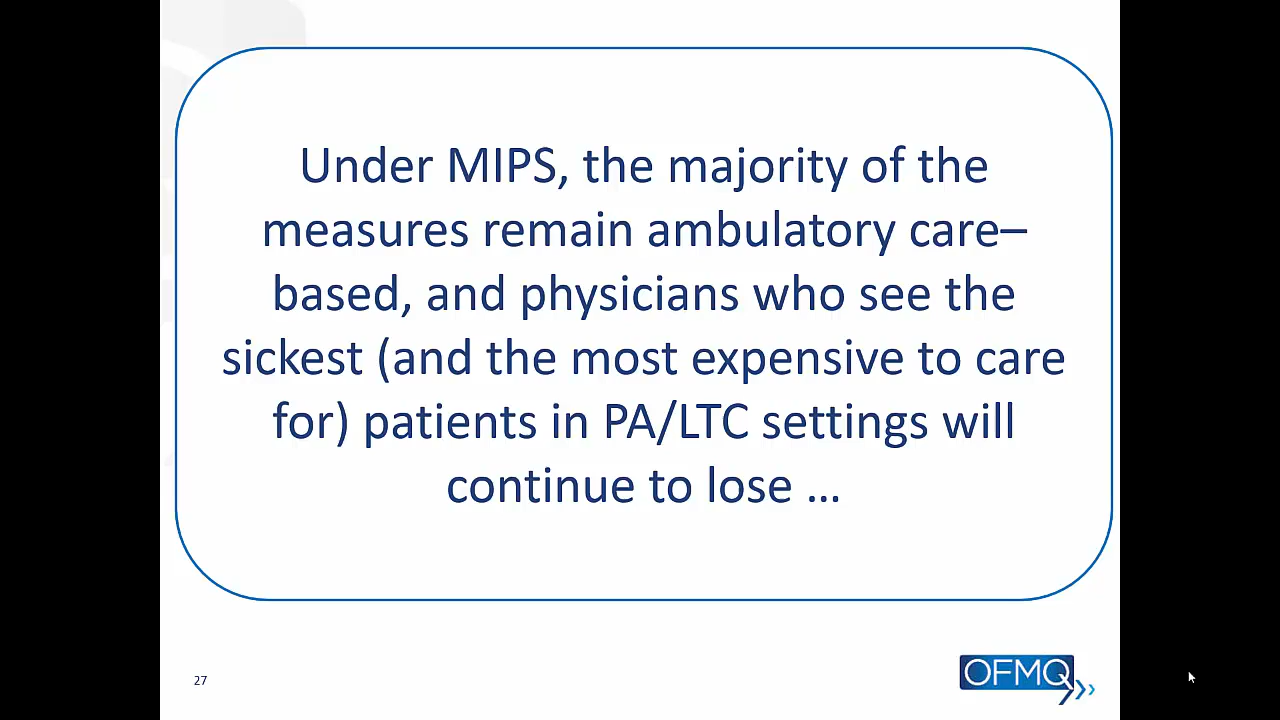 Under MIPS, the majority of the
measures remain ambulatory care–
based, and physicians who see the
sickest (and the most expensive to care
for) patients in PA/LTC settings will
continue to lose …
27
OFMQ